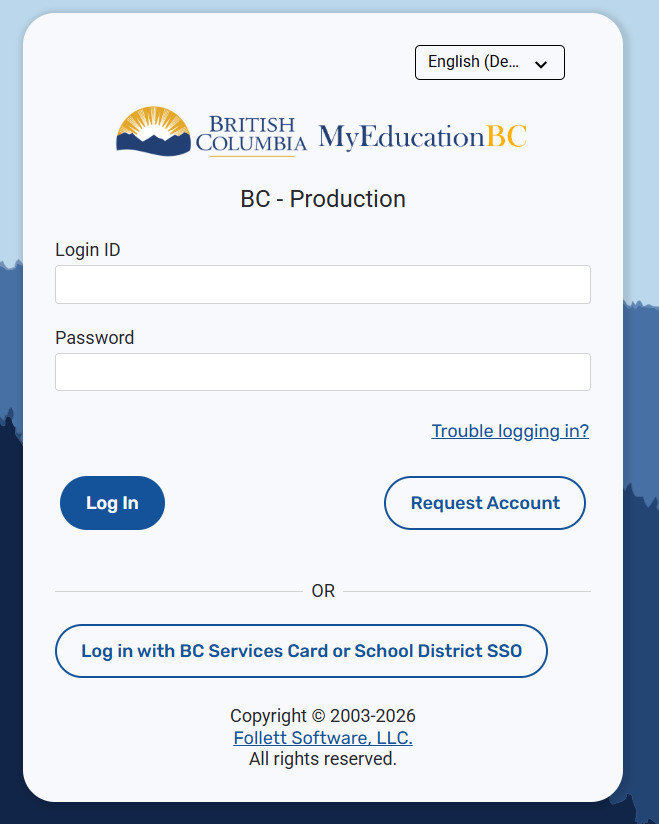 English (De...
BRITISH
COLUMBIA
MyEducationBC
BC - Production
Login ID
Password
Trouble logging in?
Log In
Request Account
OR
Log in with BC Services Card or School District SSO
Copyright © 2003-2026
Follett Software, LLC.
All rights reserved.